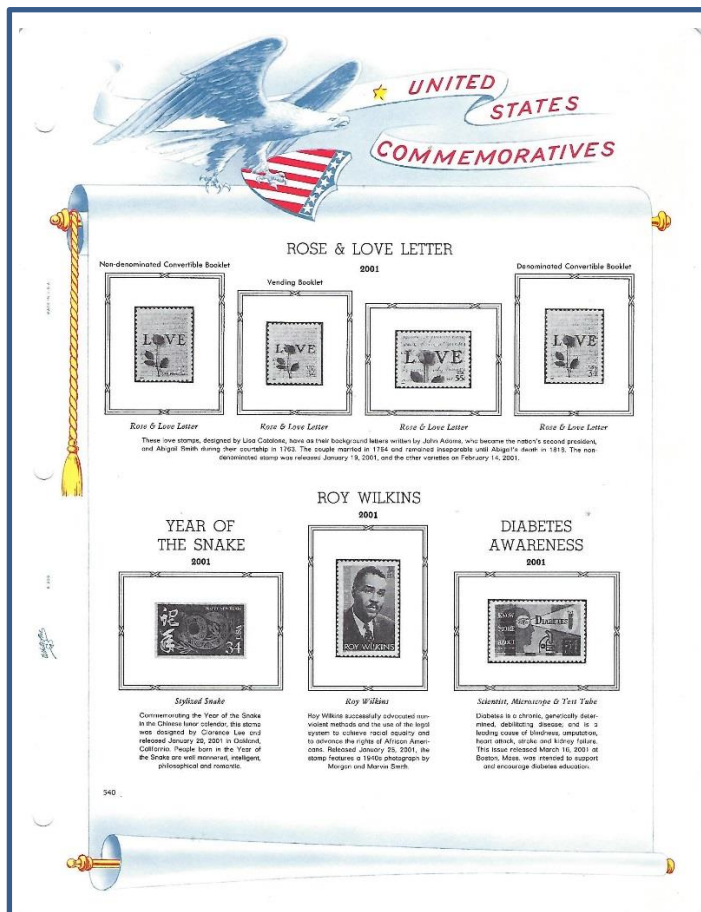 UNITED
STATES
COMMEMORATIVES
ROSE & LOVE LETTER
2001
Non-denominated Convertible Booklet
Vending Booklet
Denominated Convertible Booklet
LOVE
LOVE
LOVE
55
LOVE
34
Rose & Love Letter
Rose & Love Letter
Rose & Love Letter
Rose & Love Letter
These love stamps, designed by Lisa Catalone, have as their background letters written by John Adams, who became the nation's second president,
and Abigail Smith during their courtship in 1763. The couple married in 1764 and remained inseparable until Abigail's death in 1818. The non-
denominated stamp was released January 19, 2001, and the other varieties on February 14, 2001.
YEAR OF
THE SNAKE
2001
34
USA
Stylized Snake
Commemorating the Year of the Snake
in the Chinese lunar calendar, this stamp
was designed by Clarence Lee and
released January 20, 2001 in Oakland,
California. People born in the Year of
the Snake are well mannered, intelligent,
philosophical and romantic.
ROY WILKINS
2001
ROY WILKINS
Roy Wilkins
Roy Wilkins successfully advocated non-
violent methods and the use of the legal
system to achieve racial equality and
to advance the rights of African Ameri-
cans. Released January 25, 2001, the
stamp features a 1940s photograph by
Morgan and Marvin Smith.
DIABETES
AWARENESS
2001
KNOW
MORE
ABOUT
DIABETES
Scientist, Microscope & Test Tube
Diabetes is a chronic, genetically deter-
mined, debilitating disease; and is a
leading cause of blindness, amputation,
heart attack, stroke and kidney failure.
This issue released March 16, 2001 at
Boston, Mass. was intended to support
and encourage diabetes education.
540